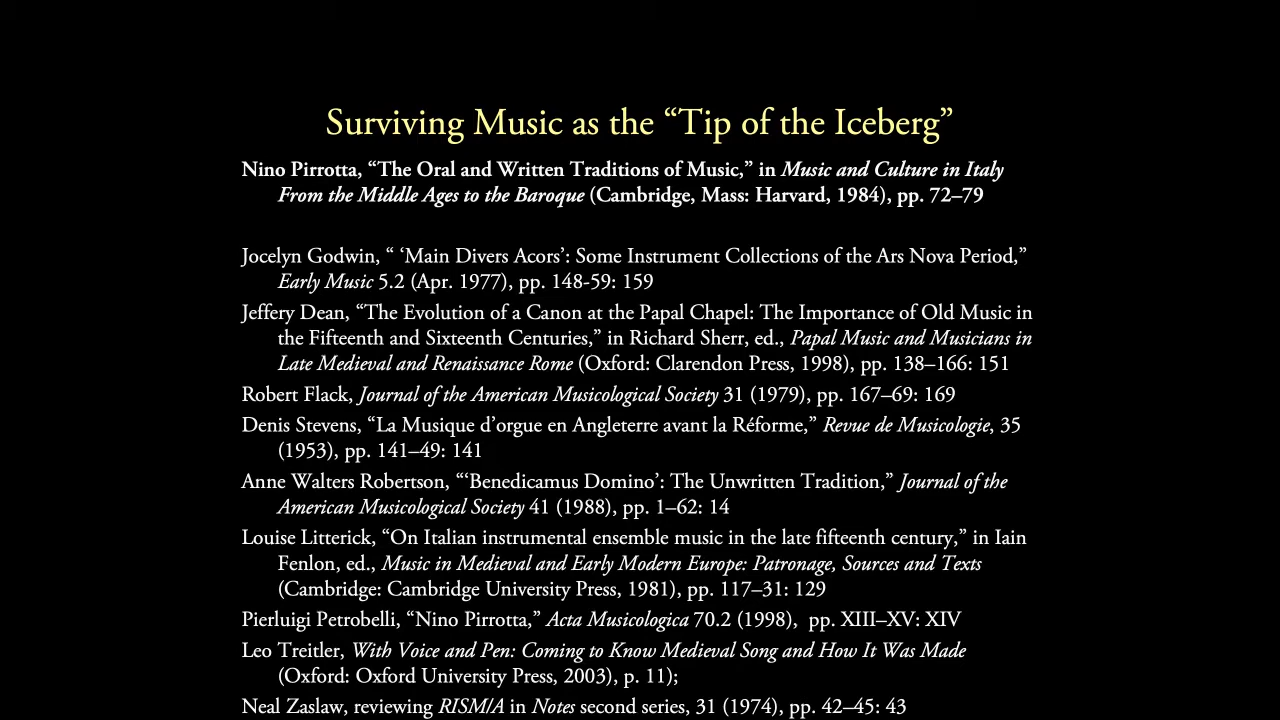 Surviving Music as the “Tip of the Iceberg”
Nino Pirrotta, “The Oral and Written Traditions of Music,” in Music and Culture in Italy
From the Middle Ages to the Baroque (Cambridge, Mass: Harvard, 1984), pp. 72–79
Jocelyn Godwin, “ ‘Main Divers Acors’: Some Instrument Collections of the Ars Nova Period,”
Early Music 5.2 (Apr. 1977), pp. 148-59: 159
Jeffery Dean, “The Evolution of a Canon at the Papal Chapel: The Importance of Old Music in
the Fifteenth and Sixteenth Centuries,” in Richard Sherr, ed., Papal Music and Musicians in
Late Medieval and Renaissance Rome (Oxford: Clarendon Press, 1998), pp. 138–166: 151
Robert Flack, Journal of the American Musicological Society 31 (1979), pp. 167–69: 169
Denis Stevens, “La Musique d’orgue en Angleterre avant la Réforme,” Revue de Musicologie, 35
(1953), pp. 141–49: 141
Anne Walters Robertson, “‘Benedicamus Domino’: The Unwritten Tradition,” Journal of the
American Musicological Society 41 (1988), pp. 1–62: 14
Louise Litterick, “On Italian instrumental ensemble music in the late fifteenth century,” in Iain
Fenlon, ed., Music in Medieval and Early Modern Europe: Patronage, Sources and Texts
(Cambridge: Cambridge University Press, 1981), pp. 117–31: 129
Pierluigi Petrobelli, “Nino Pirrotta,” Acta Musicologica 70.2 (1998), pp. XIII–XV: XIV
Leo Treitler, With Voice and Pen: Coming to Know Medieval Song and How It Was Made
(Oxford: Oxford University Press, 2003), p. 11);
Neal Zaslaw, reviewing RISM/A in Notes second series, 31 (1974), pp. 42–45: 43